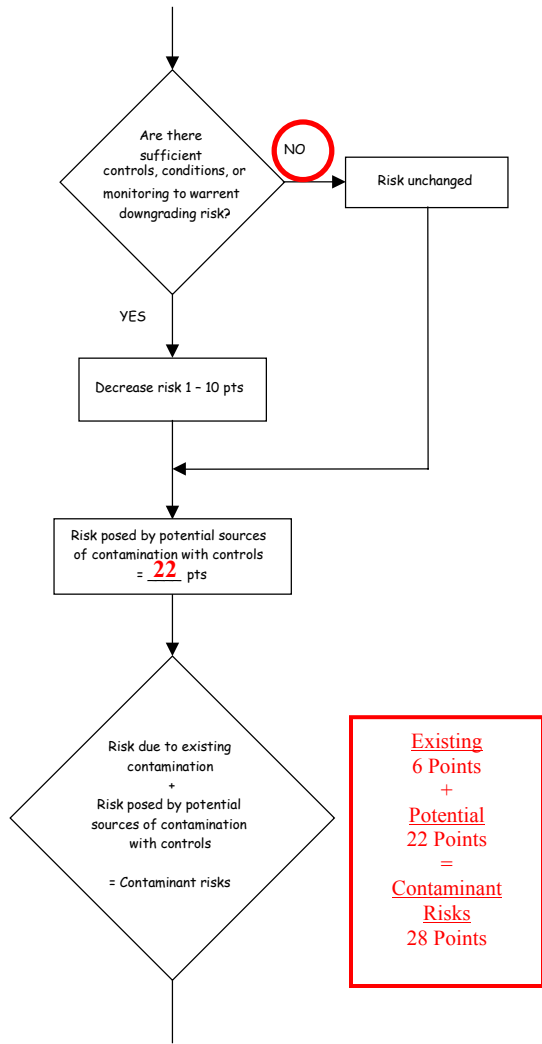 Are there
sufficient
controls, conditions, or
monitoring to warrent
downgrading risk?
NO
Risk unchanged
YES
Decrease risk 1 – 10 pts
Risk posed by potential sources
of contamination with controls
= 22 pts
Risk due to existing
contamination
+
Risk posed by potential
sources of contamination
with controls
= Contaminant risks
Existing
6 Points
+
Potential
22 Points
=
Contaminant
Risks
28 Points